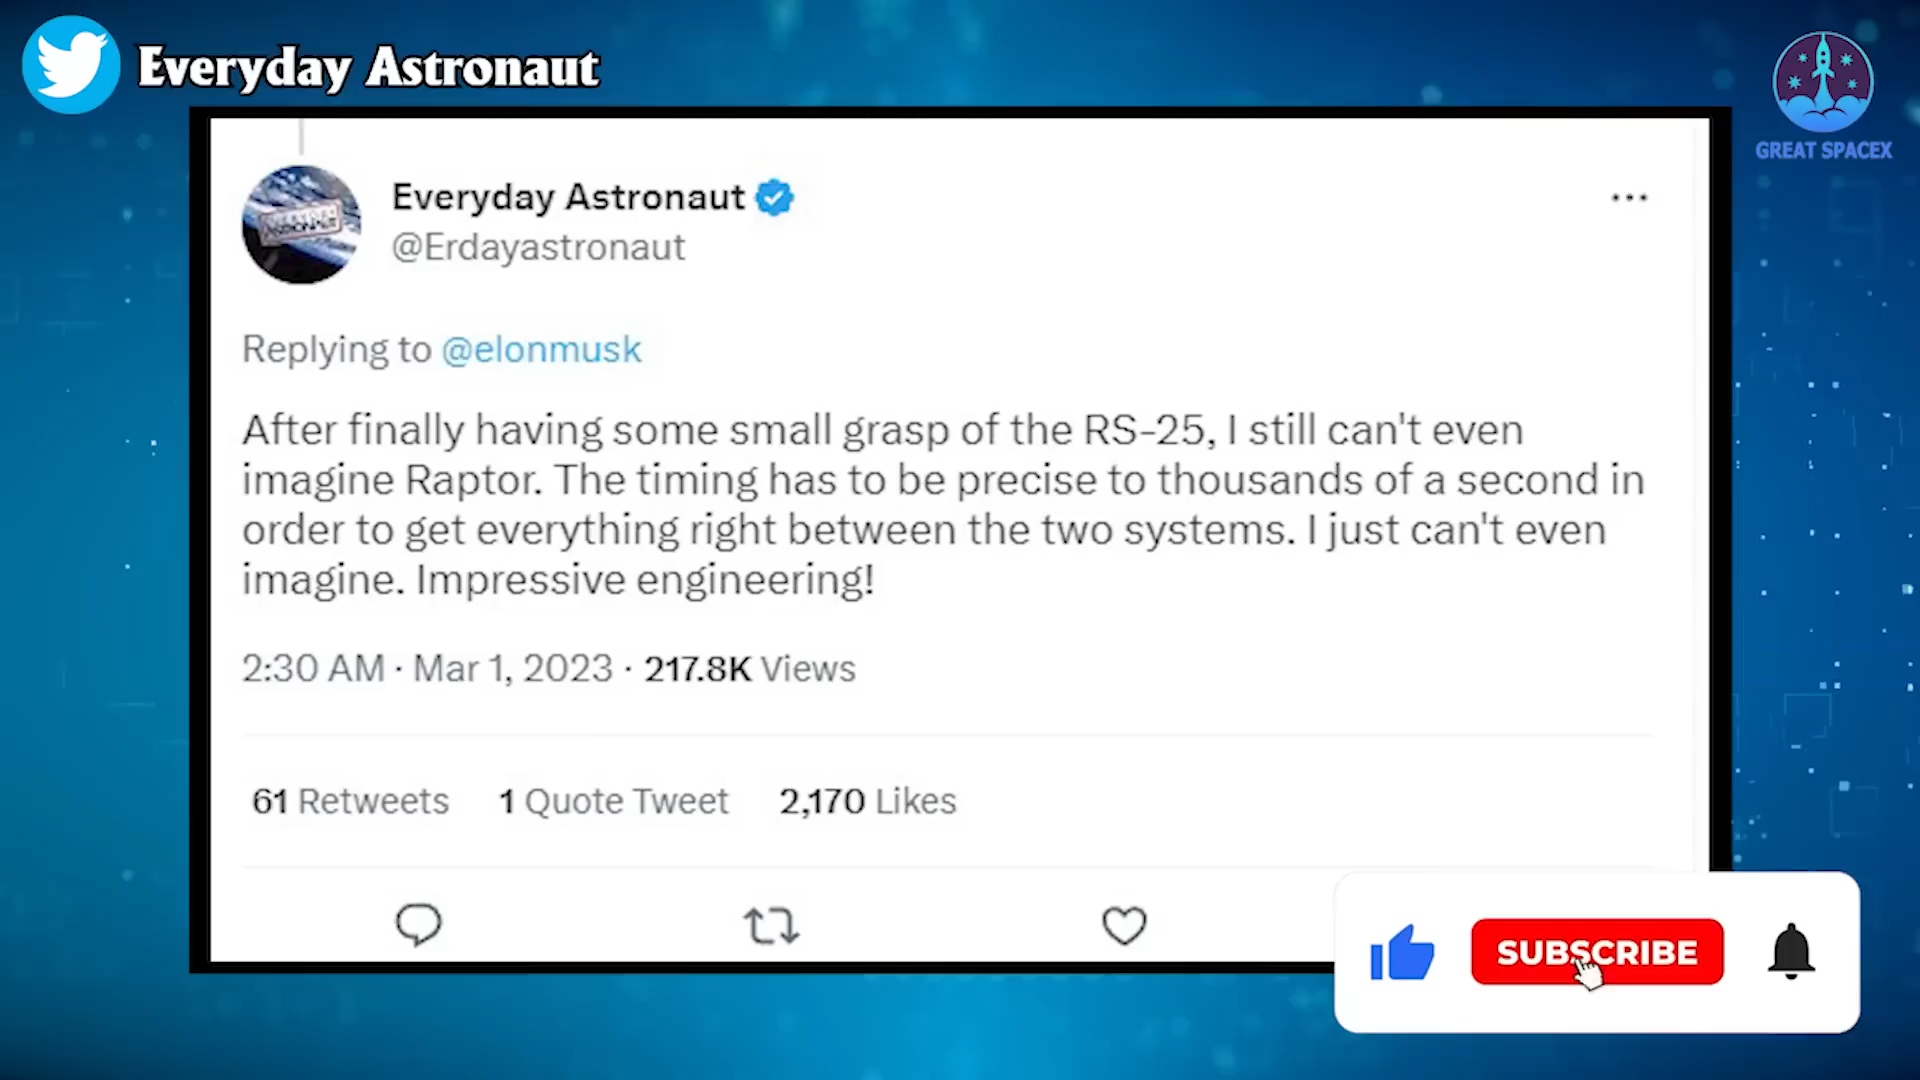 Everyday Astronaut
GREAT SPACEX
Everyday Astronaut
@Erdayastronaut
Replying to @elonmusk
After finally having some small grasp of the RS-25, I still can't even
imagine Raptor. The timing has to be precise to thousands of a second in
order to get everything right between the two systems. I just can't even
imagine. Impressive engineering!
2:30 AM · Mar 1, 2023 · 217.8K Views
61 Retweets 1 Quote Tweet 2,170 Likes
SUBSCRIBE